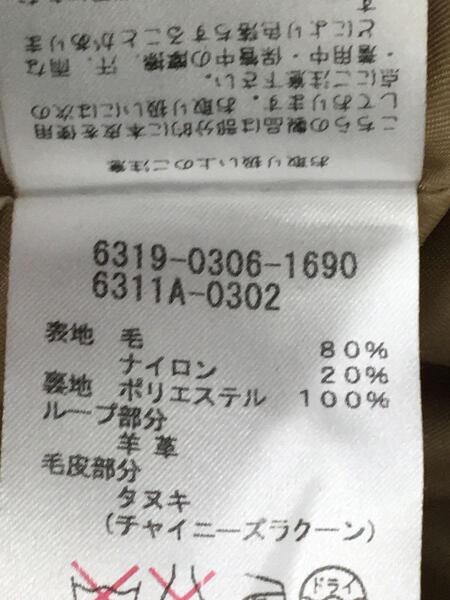 お取り扱い上のご注意
こちらの製品は部分的に本皮を使用
してあります。お取り扱いには次の
点にご注意下さい。
・着用中・保管中の摩擦、汗、雨な
どにより色落ちすることがありま
す
6319-0306-1690
6311A-0302
表地 毛 80%
ナイロン 20%
裏地 ポリエステル 100%
ループ部分
羊革
毛皮部分
タヌキ
(チャイニーズラクーン)
ドライ